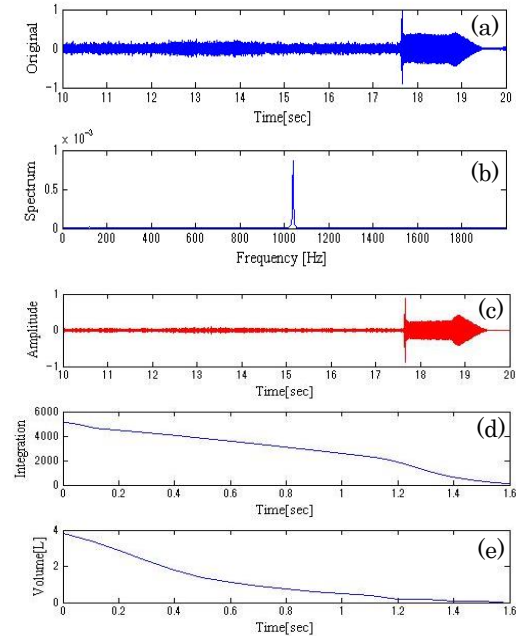 (a)
Original
1
0
-1
10 11 12 13 14 15 16 17 18 19 20
Time[sec]
x 10⁻³
(b)
Spectrum
1
0.5
0
0 200 400 600 800 1000 1200 1400 1600 1800
Frequency [Hz]
(c)
Amplitude
1
0
-1
10 11 12 13 14 15 16 17 18 19 20
Time[sec]
(d)
Integration
6000
4000
2000
0
0 0.2 0.4 0.6 0.8 1 1.2 1.4 1.6
Time[sec]
(e)
Volume[L]
4
2
0
0 0.2 0.4 0.6 0.8 1 1.2 1.4 1.6
Time[sec]